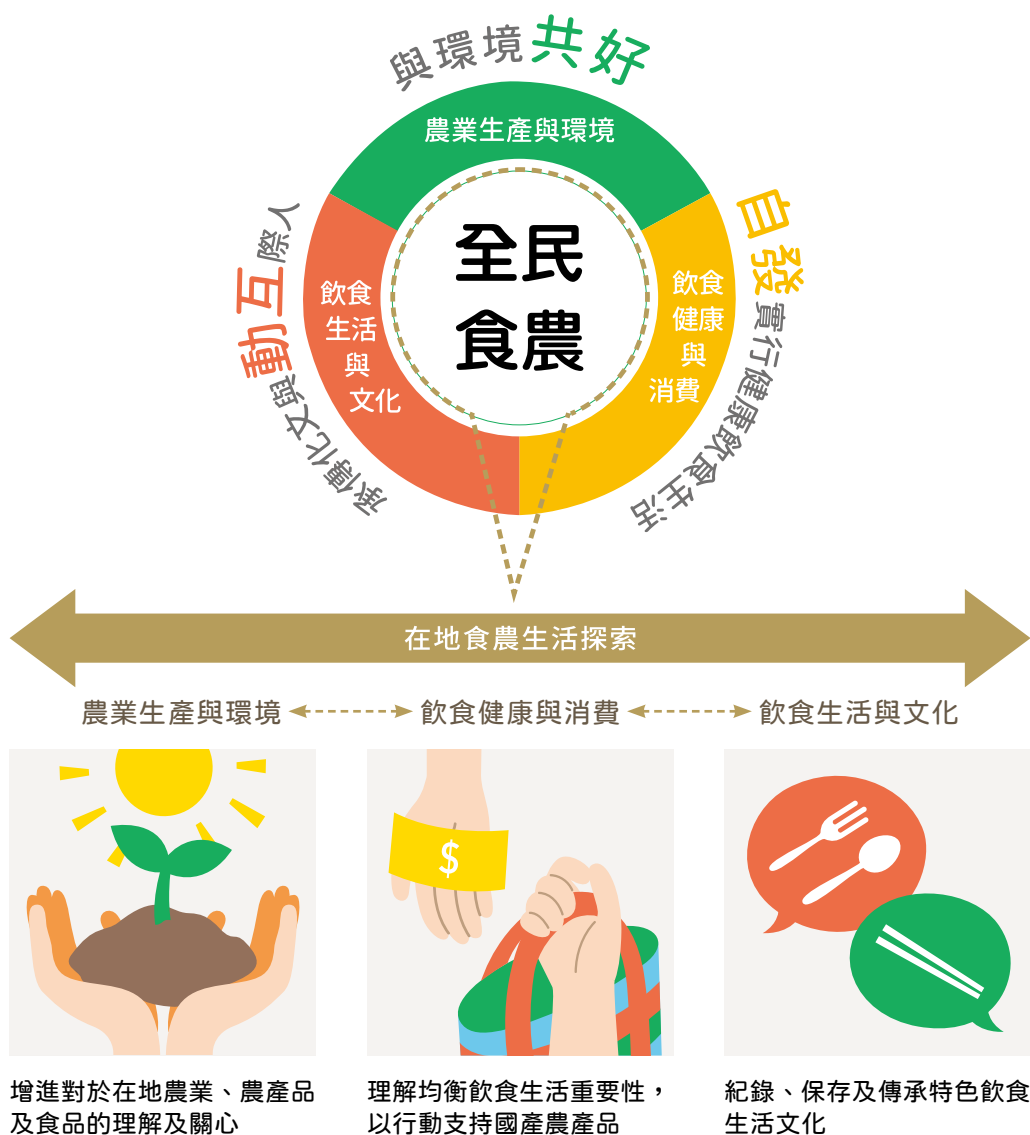 與環境共好
農業生產與環境
自發實行健康飲食生活
人際互動與文化傳承
全民
食農
飲食
生活
與
文化
飲食
健康
與
消費
在地食農生活探索
農業生產與環境
飲食健康與消費
飲食生活與文化
$
增進對於在地農業、農產品
及食品的理解及關心
理解均衡飲食生活重要性，
以行動支持國產農產品
紀錄、保存及傳承特色飲食
生活文化